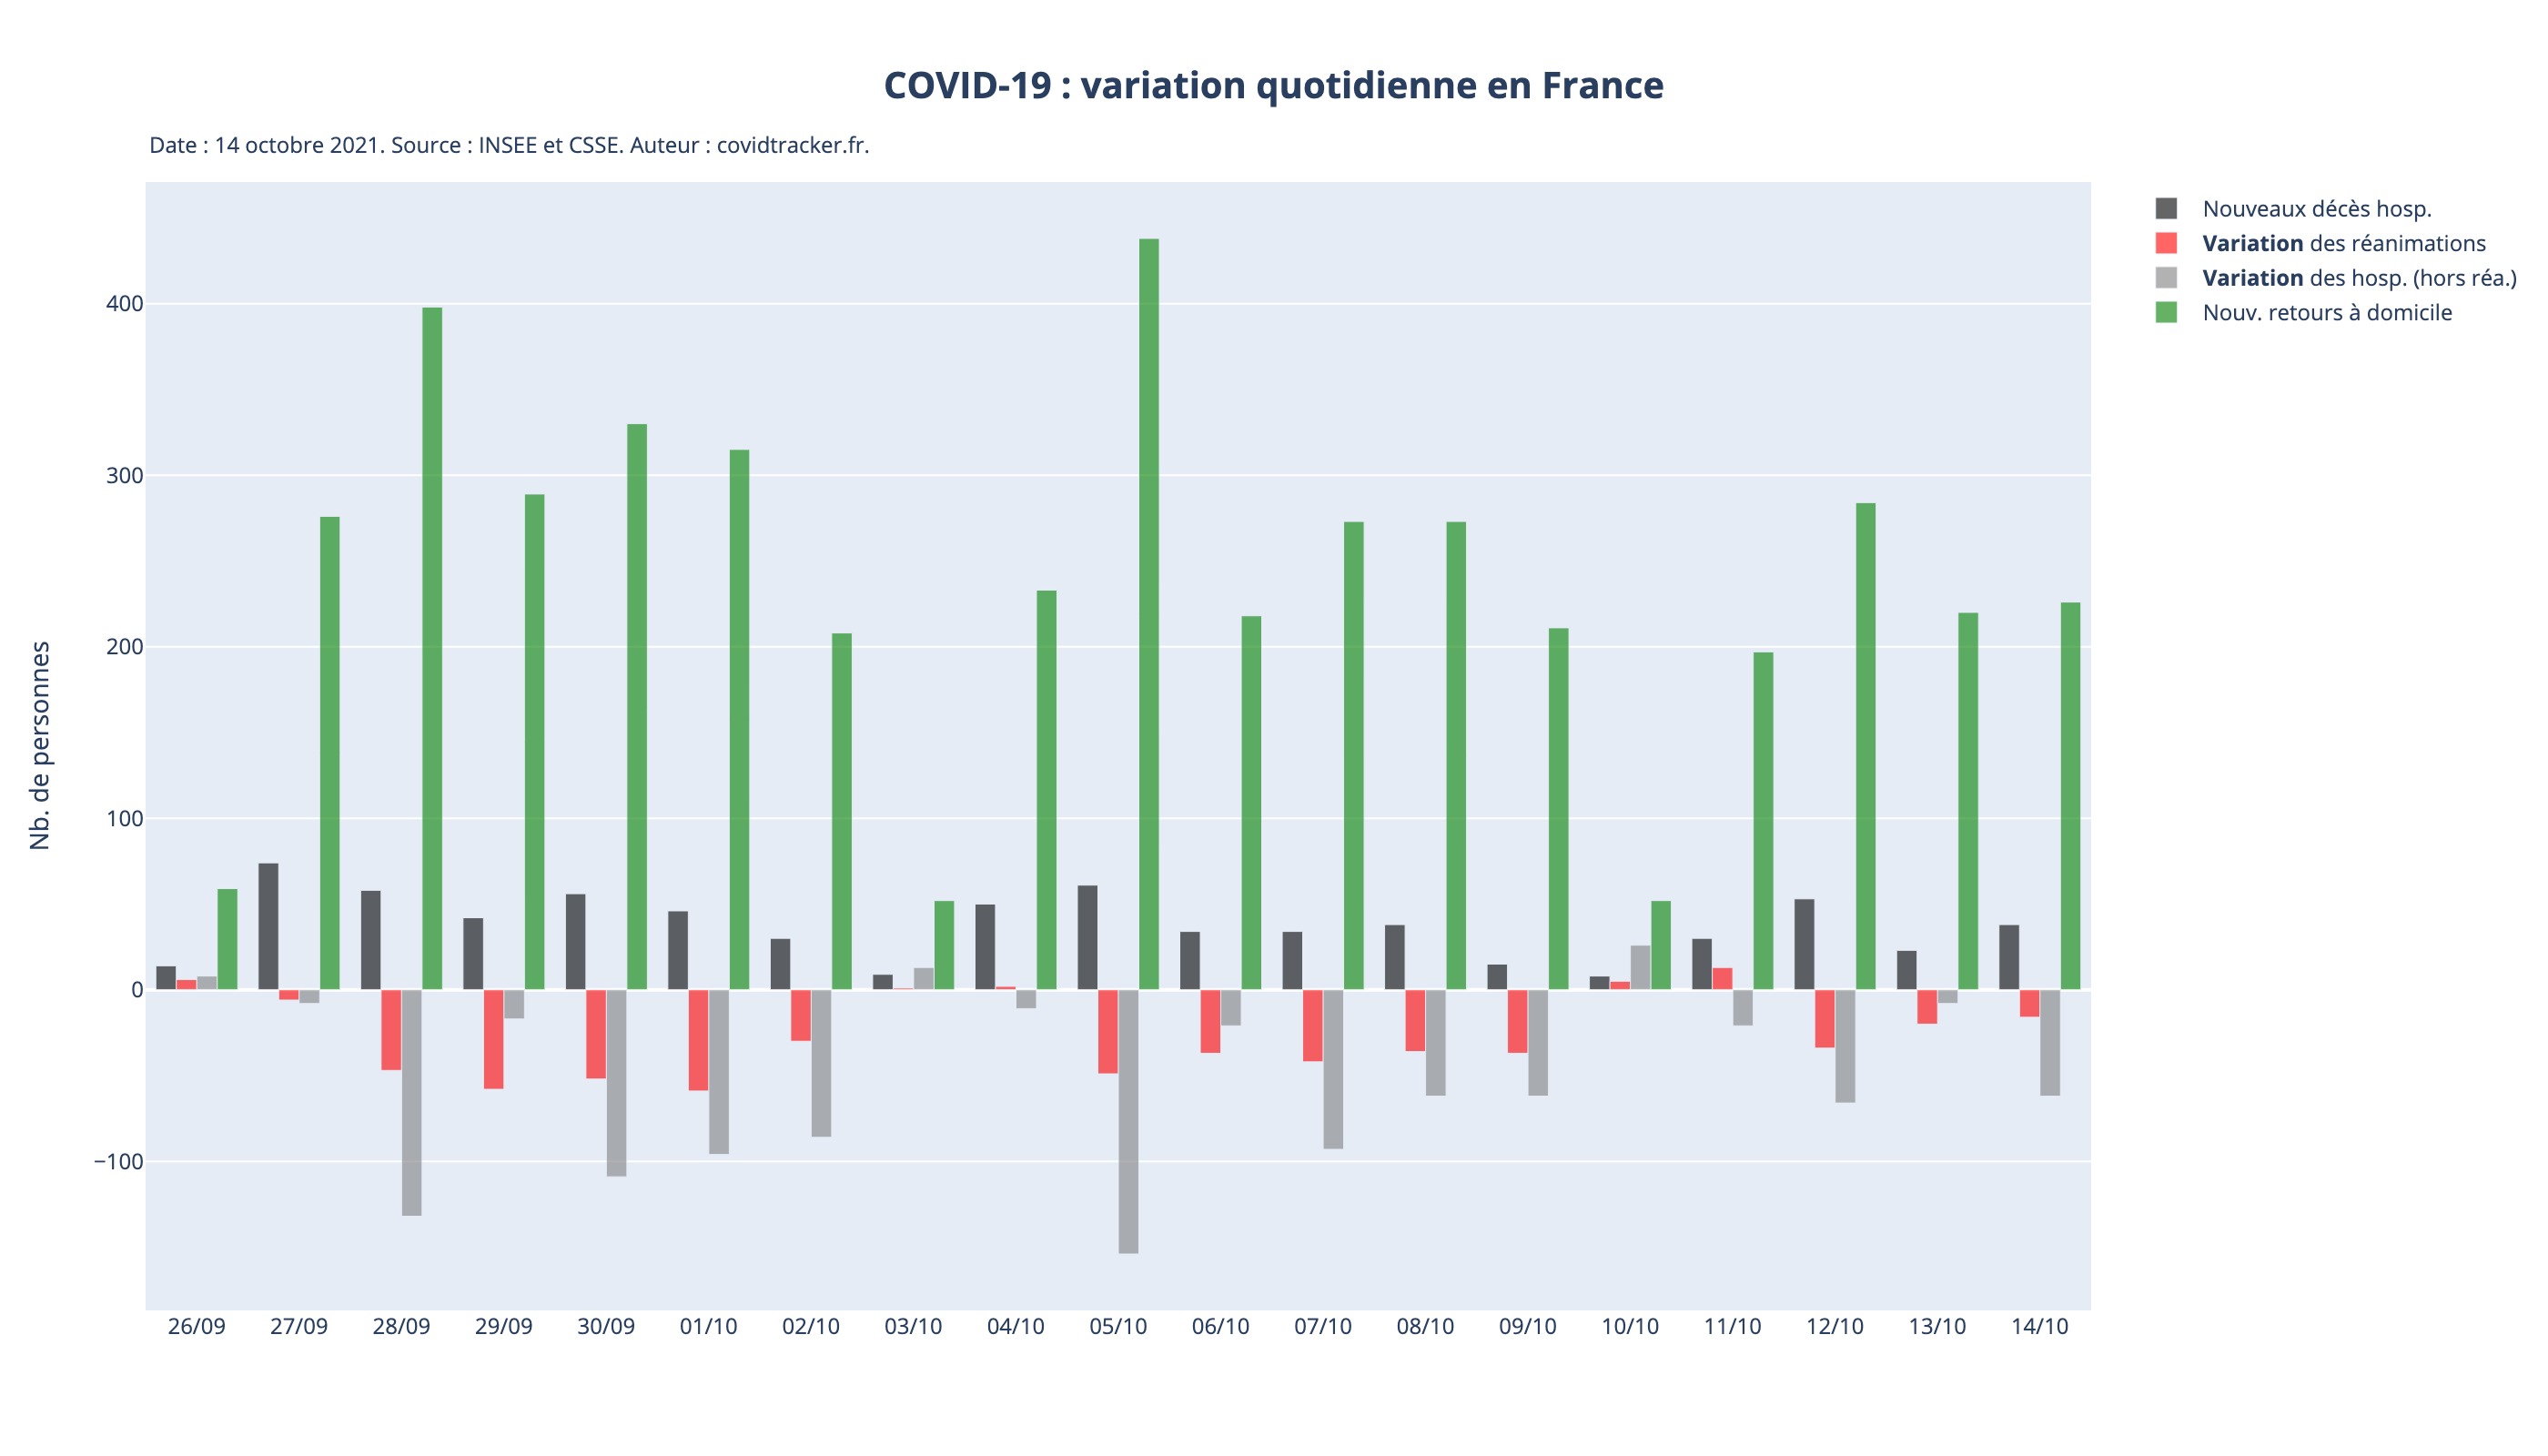 COVID-19 : variation quotidienne en France
Date : 14 octobre 2021. Source : INSEE et CSSE. Auteur : covidtracker.fr.
Nouveaux décès hosp.
Variation des réanimations
Variation des hosp. (hors réa.)
Nouv. retours à domicile
Nb. de personnes
400
300
200
100
0
−100
26/09 27/09 28/09 29/09 30/09 01/10 02/10 03/10 04/10 05/10 06/10 07/10 08/10 09/10 10/10 11/10 12/10 13/10 14/10